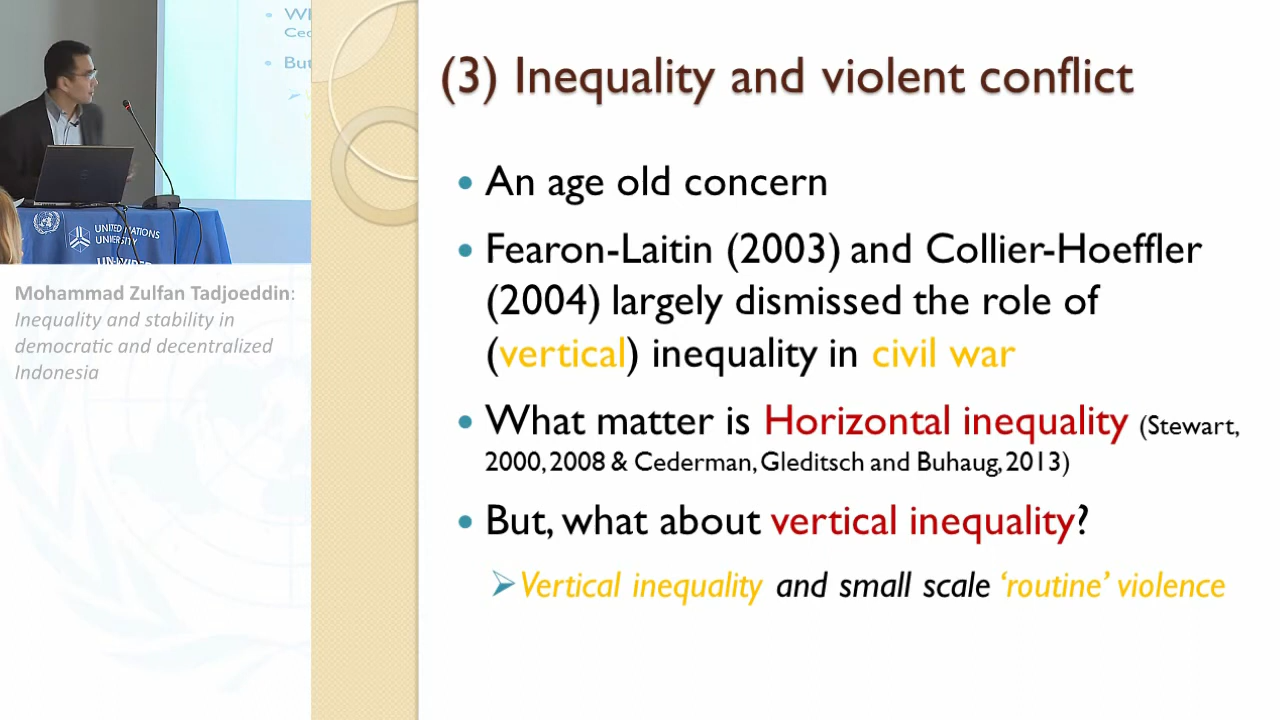 (3) Inequality and violent conflict
• An age old concern
• Fearon-Laitin (2003) and Collier-Hoeffler
(2004) largely dismissed the role of
(vertical) inequality in civil war
• What matter is Horizontal inequality (Stewart,
2000, 2008 & Cederman, Gleditsch and Buhaug, 2013)
• But, what about vertical inequality?
➢ Vertical inequality and small scale ‘routine’ violence
• But
UNITED NATIONS
UNIVERSITY
UNU-WIDER
Mohammad Zulfan Tadjoeddin:
Inequality and stability in
democratic and decentralized
Indonesia